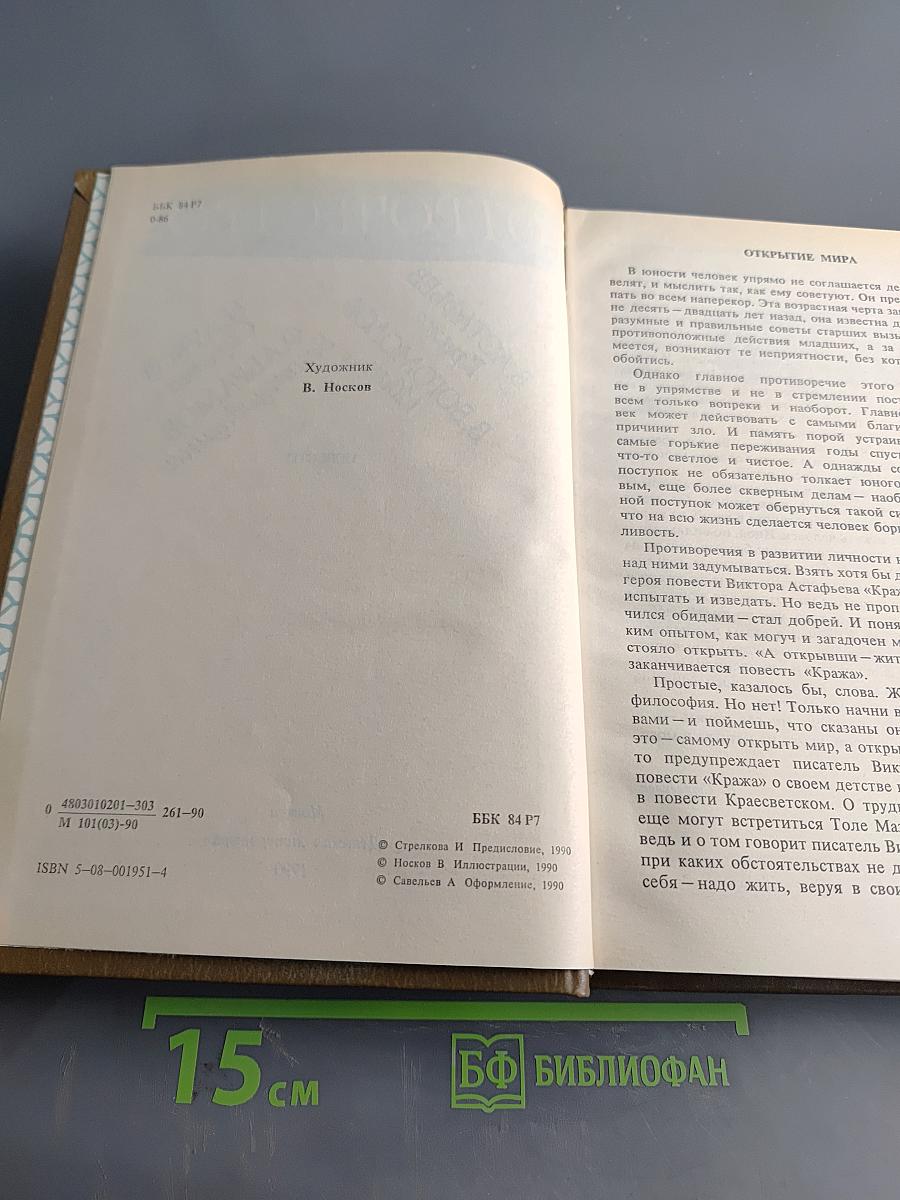 ББК 84 Р7
0-86
Художник
В. Носков
0 4803010201—303 261—90
М 101(03)-90
ББК 84 Р7
© Стрелкова И Предисловие, 1990
© Носков В Иллюстрации, 1990
© Савельев А Оформление, 1990
ISBN 5—08—001951—4
ОТКРЫТИЕ МИРА
В юности человек упрямо не соглашается де
велят, и мыслить так, как ему советуют. Он пре
пать во всем наперекор. Эта возрастная черта за
не десять — двадцать лет назад, она известна д
разумные и правильные советы старших вызы
противоположные действия младших, а за
меется, возникают те неприятности, без кот
обойтись.
Однако главное противоречие этого
не в упрямстве и не в стремлении пост
всем только вопреки и наоборот. Главно
век может действовать с самыми благи
причинит зло. И память порой устраив
самые горькие переживания годы спуст
что-то светлое и чистое. А однажды со
поступок не обязательно толкает юного
вым, еще более скверным делам — наоб
ной поступок может обернуться такой си
что на всю жизнь сделается человек бор
ливость.
Противоречия в развитии личности н
над ними задумываться. Взять хотя бы д
героя повести Виктора Астафьева «Краж
испытать и изведать. Но ведь не проп
чился обидами — стал добрей. И поня
ким опытом, как могуч и загадочен м
стояло открыть. «А открывши — жит
заканчивается повесть «Кража».
Простые, казалось бы, слова. Ж
философия. Но нет! Только начни в
вами — и поймешь, что сказаны он
это — самому открыть мир, а откры
то предупреждает писатель Викт
повести «Кража» о своем детстве в
в повести Краесветском. О трудн
еще могут встретиться Толе Маз
ведь и о том говорит писатель Ви
при каких обстоятельствах не д
себя — надо жить, веруя в свои
15 см
БФ БИБЛИОФАН